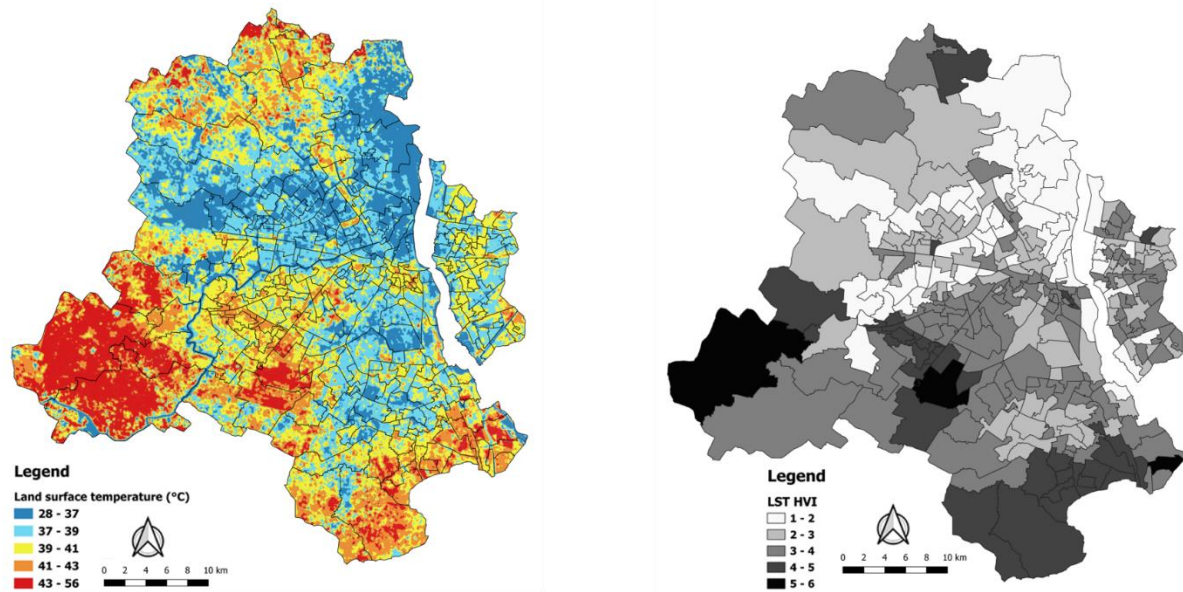 Legend
Land surface temperature (°C)
28 - 37
37 - 39
39 - 41
41 - 43
43 - 56
0 2 4 6 8 10 km
Legend
LST HVI
1 - 2
2 - 3
3 - 4
4 - 5
5 - 6
0 2 4 6 8 10 km